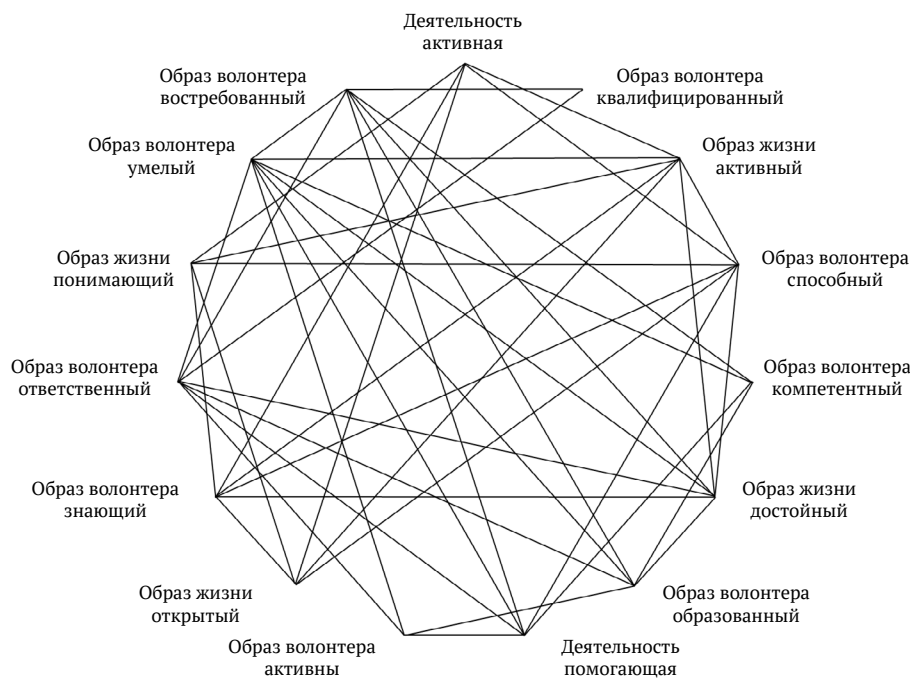 Деятельность
активная
Образ волонтера
востребованный
Образ волонтера
квалифицированный
Образ волонтера
умелый
Образ жизни
активный
Образ жизни
понимающий
Образ волонтера
способный
Образ волонтера
ответственный
Образ волонтера
компетентный
Образ волонтера
знающий
Образ жизни
достойный
Образ жизни
открытый
Образ волонтера
образованный
Образ волонтера
активны
Деятельность
помогающая